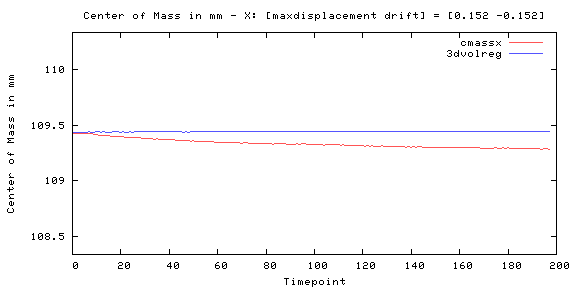 Center of Mass in mm - X: [maxdisplacement drift] = [0.152 -0.152]
cmassx
3dvolreg
110
109.5
109
108.5
Center of Mass in mm
0 20 40 60 80 100 120 140 160 180 200
Timepoint